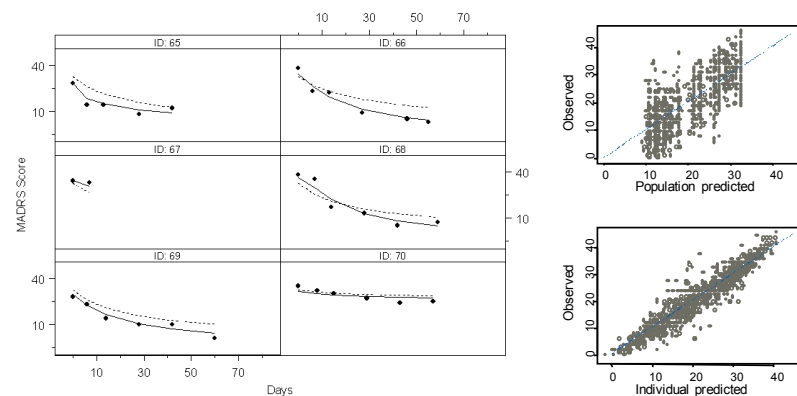 10 30 50 70
ID: 65 ID: 66
40
10
ID: 67 ID: 68
40
10
ID: 69 ID: 70
40
10
10 30 50 70
MADRS Score
Days
40
30
20
10
0
Observed
0 10 20 30 40
Population predicted
40
30
20
10
0
Observed
0 10 20 30 40
Individual predicted